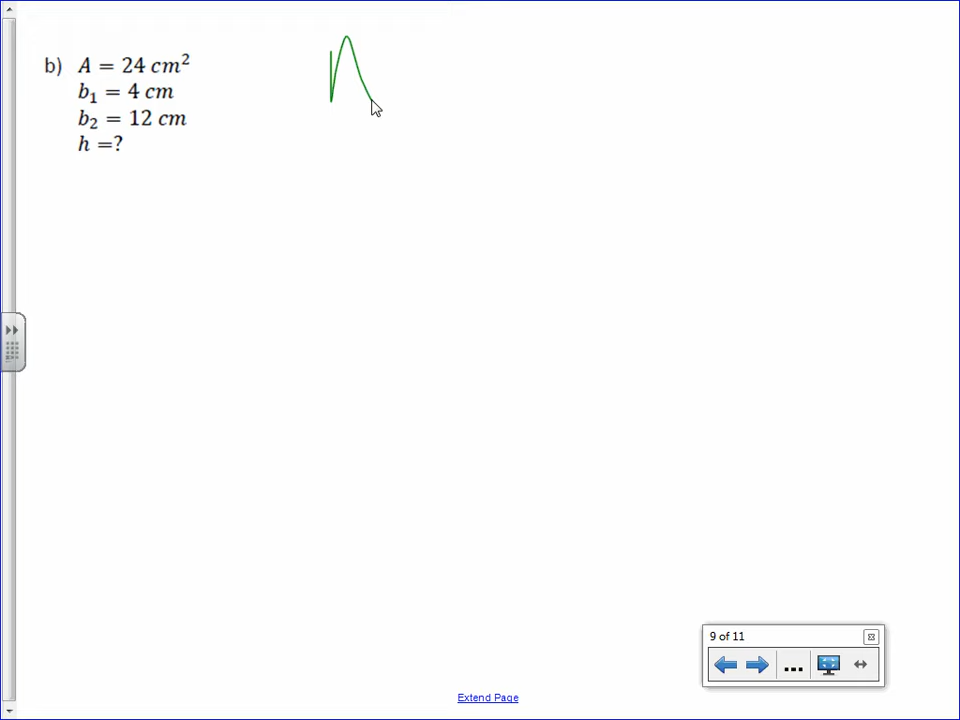 b) A = 24 cm²
b₁ = 4 cm
b₂ = 12 cm
h =?
9 of 11
...
Extend Page